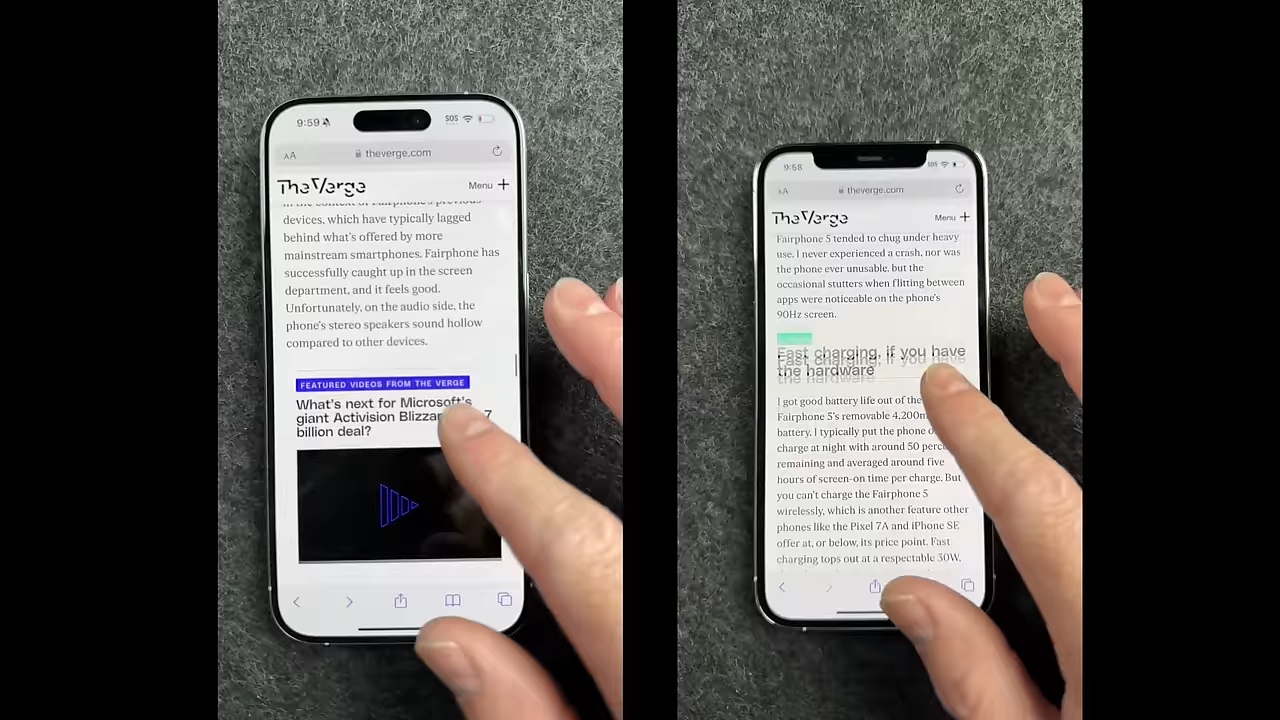 9:59
SOS
AA
theverge.com
The Verge
Menu +
in the context of Fairphone's previous
devices, which have typically lagged
behind what's offered by more
mainstream smartphones. Fairphone has
successfully caught up in the screen
department, and it feels good.
Unfortunately, on the audio side, the
phone's stereo speakers sound hollow
compared to other devices.
FEATURED VIDEOS FROM THE VERGE
What's next for Microsoft's
giant Activision 7
billion deal?
9:58
SOS
AA
theverge.com
The Verge
Menu +
Fairphone 5 tended to chug under heavy
use. I never experienced a crash, nor was
the phone ever unusable, but the
occasional stutters when flitting between
apps were noticeable on the phone's
90Hz screen.
Fast charging, if you have
the hardware
I got good battery life out of the
Fairphone 5's removable 4,200m
battery. I typically put the phone o
charge at night with around 50 perc
remaining and averaged around five
hours of screen-on time per charge. But
you can't charge the Fairphone 5
wirelessly, which is another feature other
phones like the Pixel 7A and iPhone SE
offer at, or below, its price point. Fast
charging tops out at a respectable 30W,